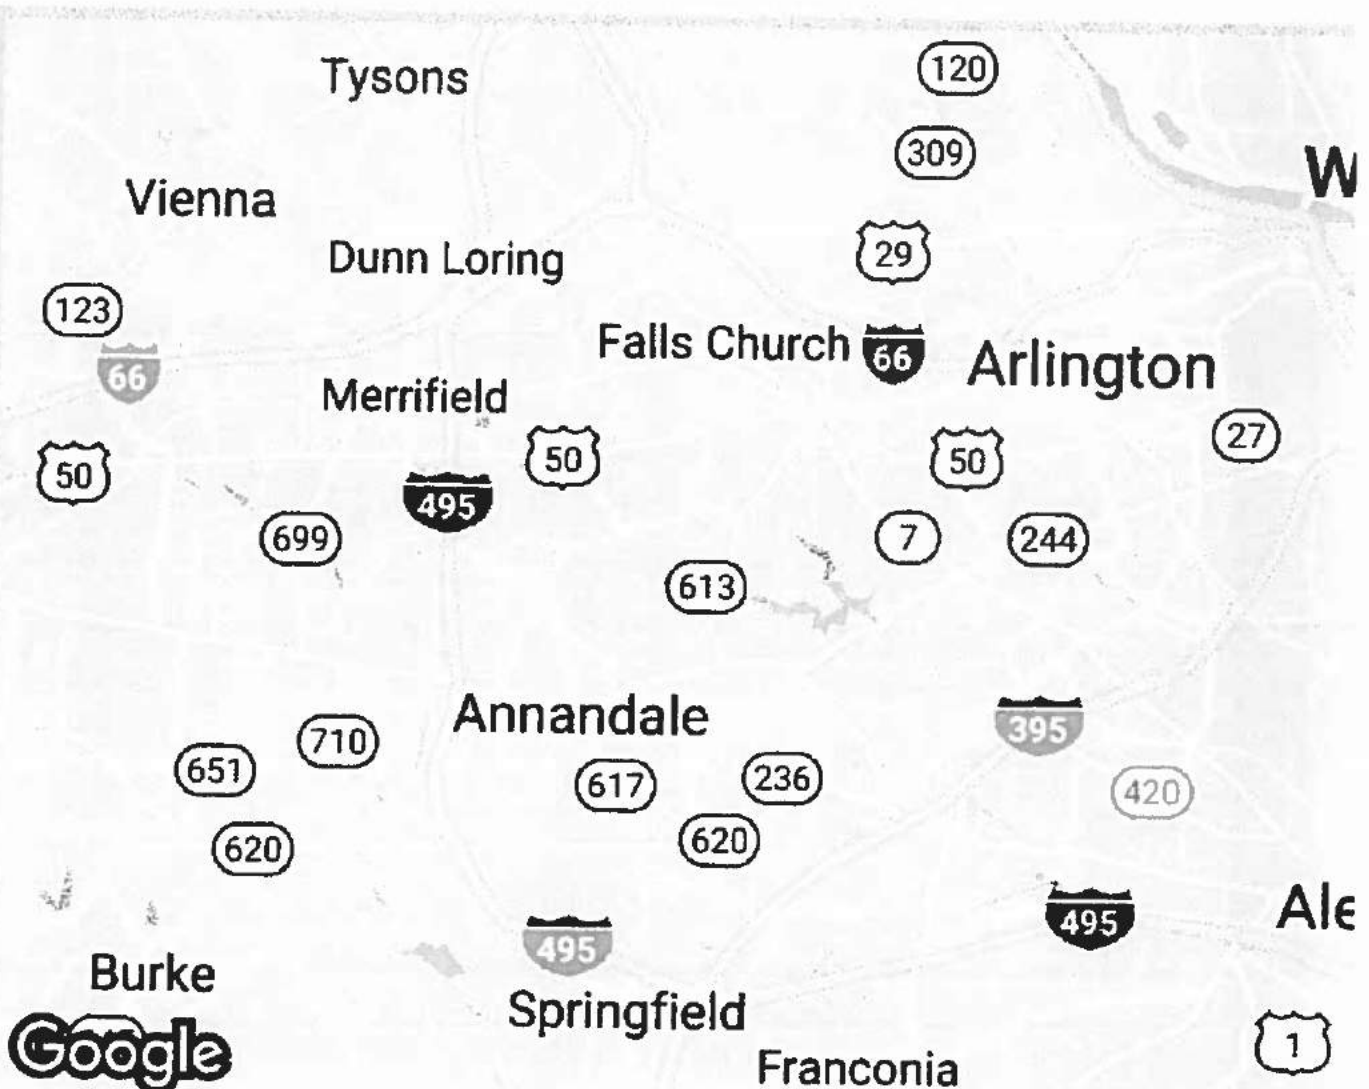 Tysons
120
309
W
Vienna
29
Dunn Loring
123
Falls Church
66
Arlington
66
Merrifield
27
50
50
50
495
699
7
244
613
Annandale
395
710
651
617
236
420
620
620
495
495
Ale
Burke
Springfield
1
Google
Franconia